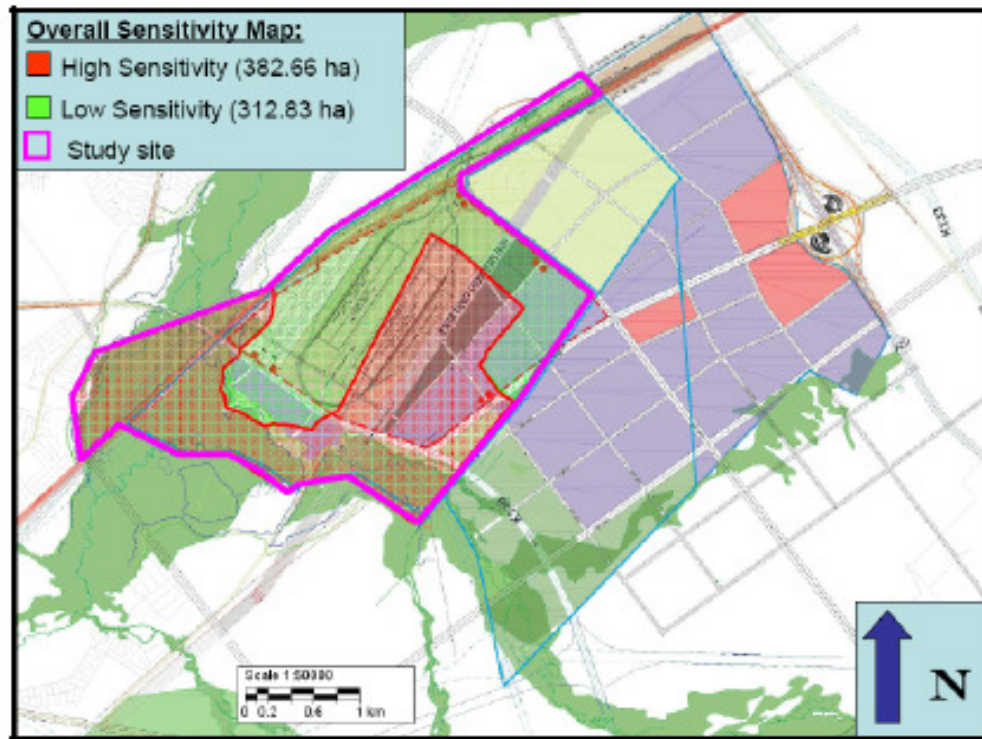 Overall Sensitivity Map:
High Sensitivity (382.66 ha)
Low Sensitivity (312.83 ha)
Study site
K133
Scale 1:50000
0 0.2 0.6 1 km
N